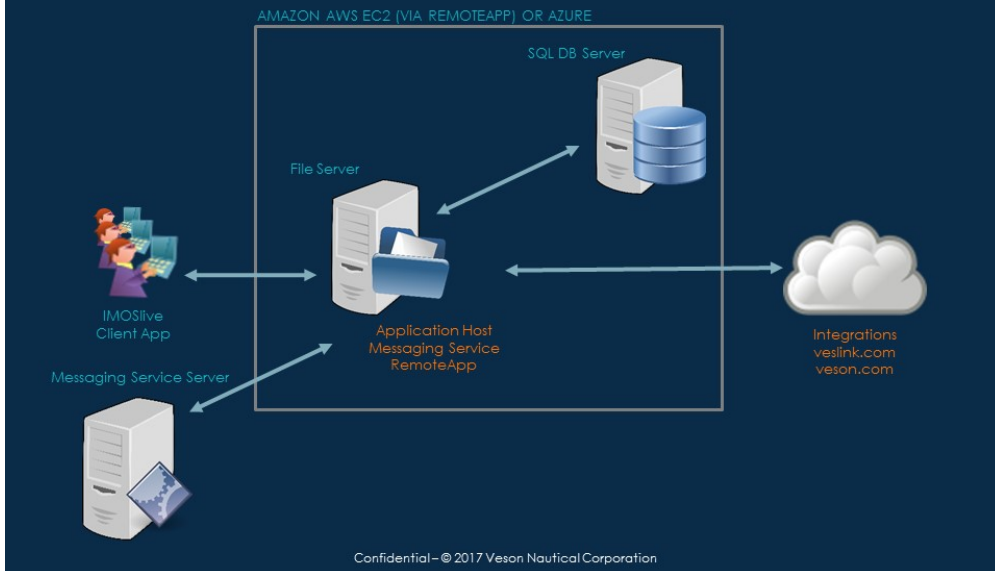 AMAZON AWS EC2 (VIA REMOTEAPP) OR AZURE
SQL DB Server
File Server
IMOSlive
Client App
Application Host
Messaging Service
RemoteApp
Integrations
veslink.com
veson.com
Messaging Service Server
Confidential – © 2017 Veson Nautical Corporation